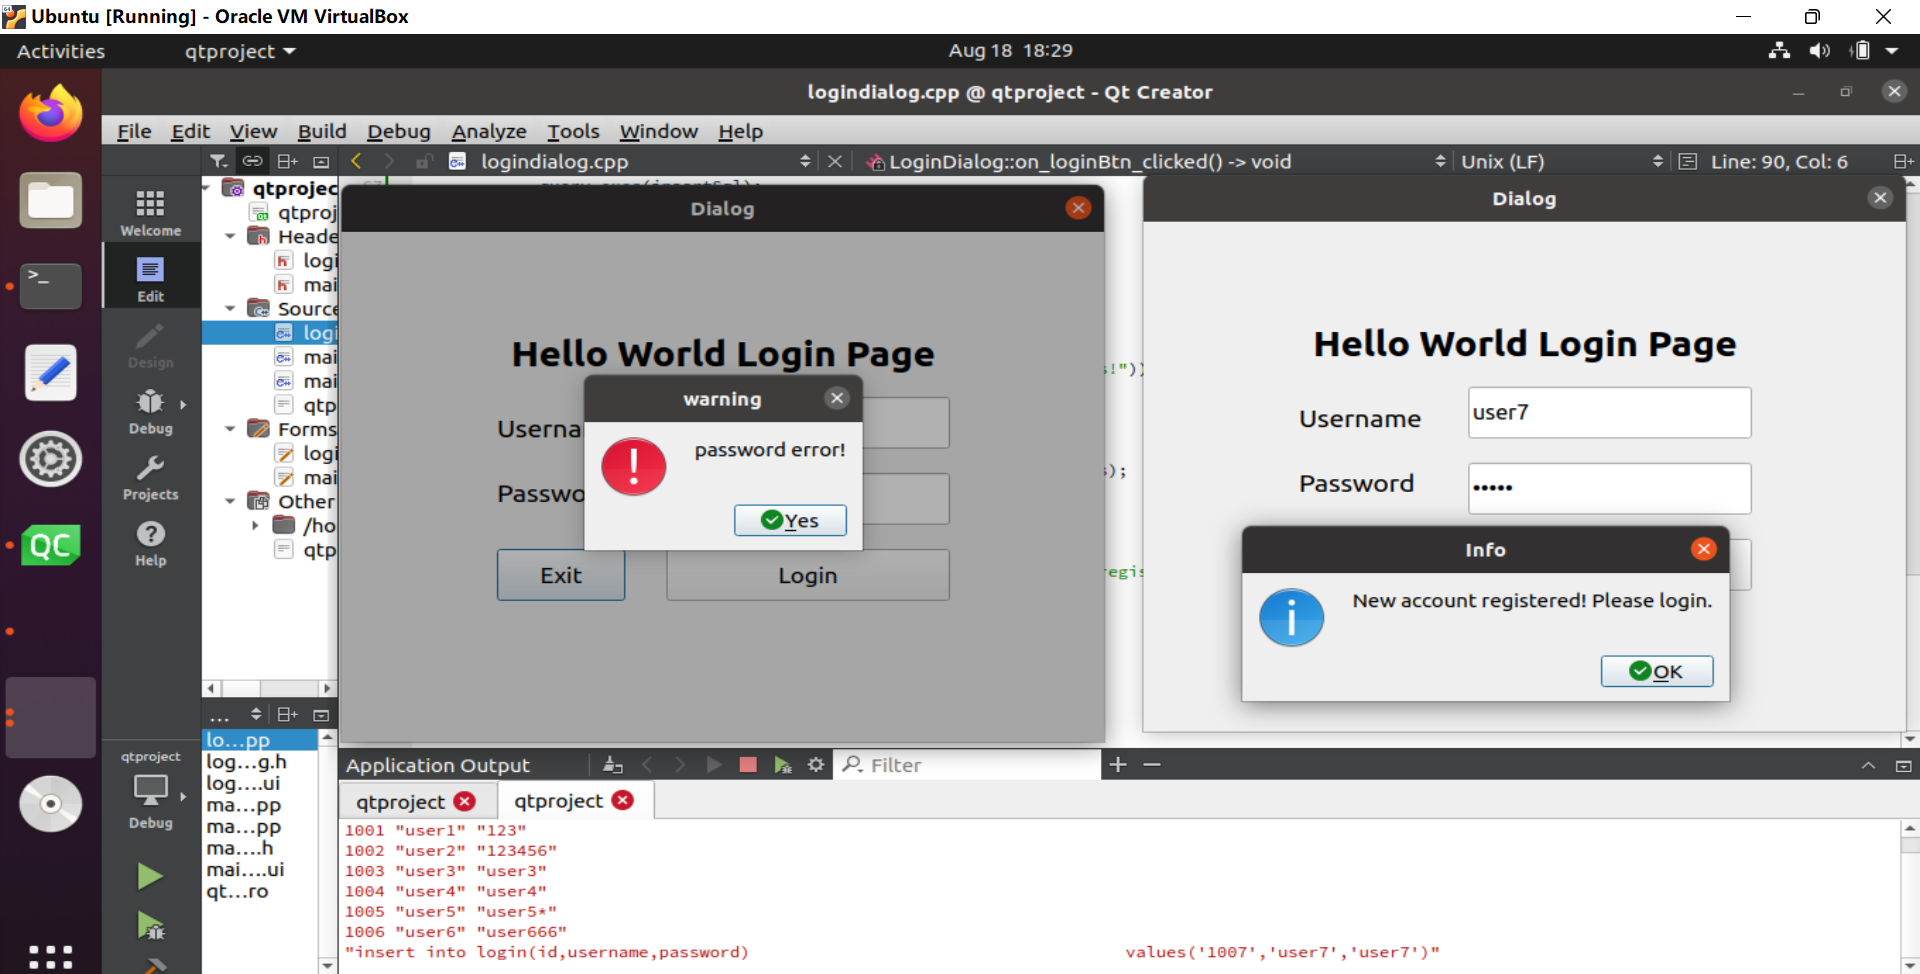 Ubuntu [Running] - Oracle VM VirtualBox
Activities
qtproject
Aug 18 18:29
logindialog.cpp @ qtproject - Qt Creator
File Edit View Build Debug Analyze Tools Window Help
logindialog.cpp
LoginDialog::on_loginBtn_clicked() -> void
Unix (LF)
Line: 90, Col: 6
Welcome
Edit
Design
Debug
Projects
Help
qtprojec
qtproj
Heade
logi
mai
Source
logi
mai
mai
qtp
Forms
logi
mai
Other
/ho
qtp
Dialog
Hello World Login Page
Userna
Passwo
Exit
Login
warning
password error!
Yes
s!"))
s);
regis
Dialog
Hello World Login Page
Username
user7
Password
•••••
Info
New account registered! Please login.
OK
...
lo...pp
log...g.h
log....ui
ma...pp
ma...pp
ma....h
mai....ui
qt...ro
qtproject
Debug
Application Output
Filter
qtproject
qtproject
1001 "user1" "123"
1002 "user2" "123456"
1003 "user3" "user3"
1004 "user4" "user4"
1005 "user5" "user5*"
1006 "user6" "user666"
"insert into login(id,username,password) values('1007','user7','user7')"
QC